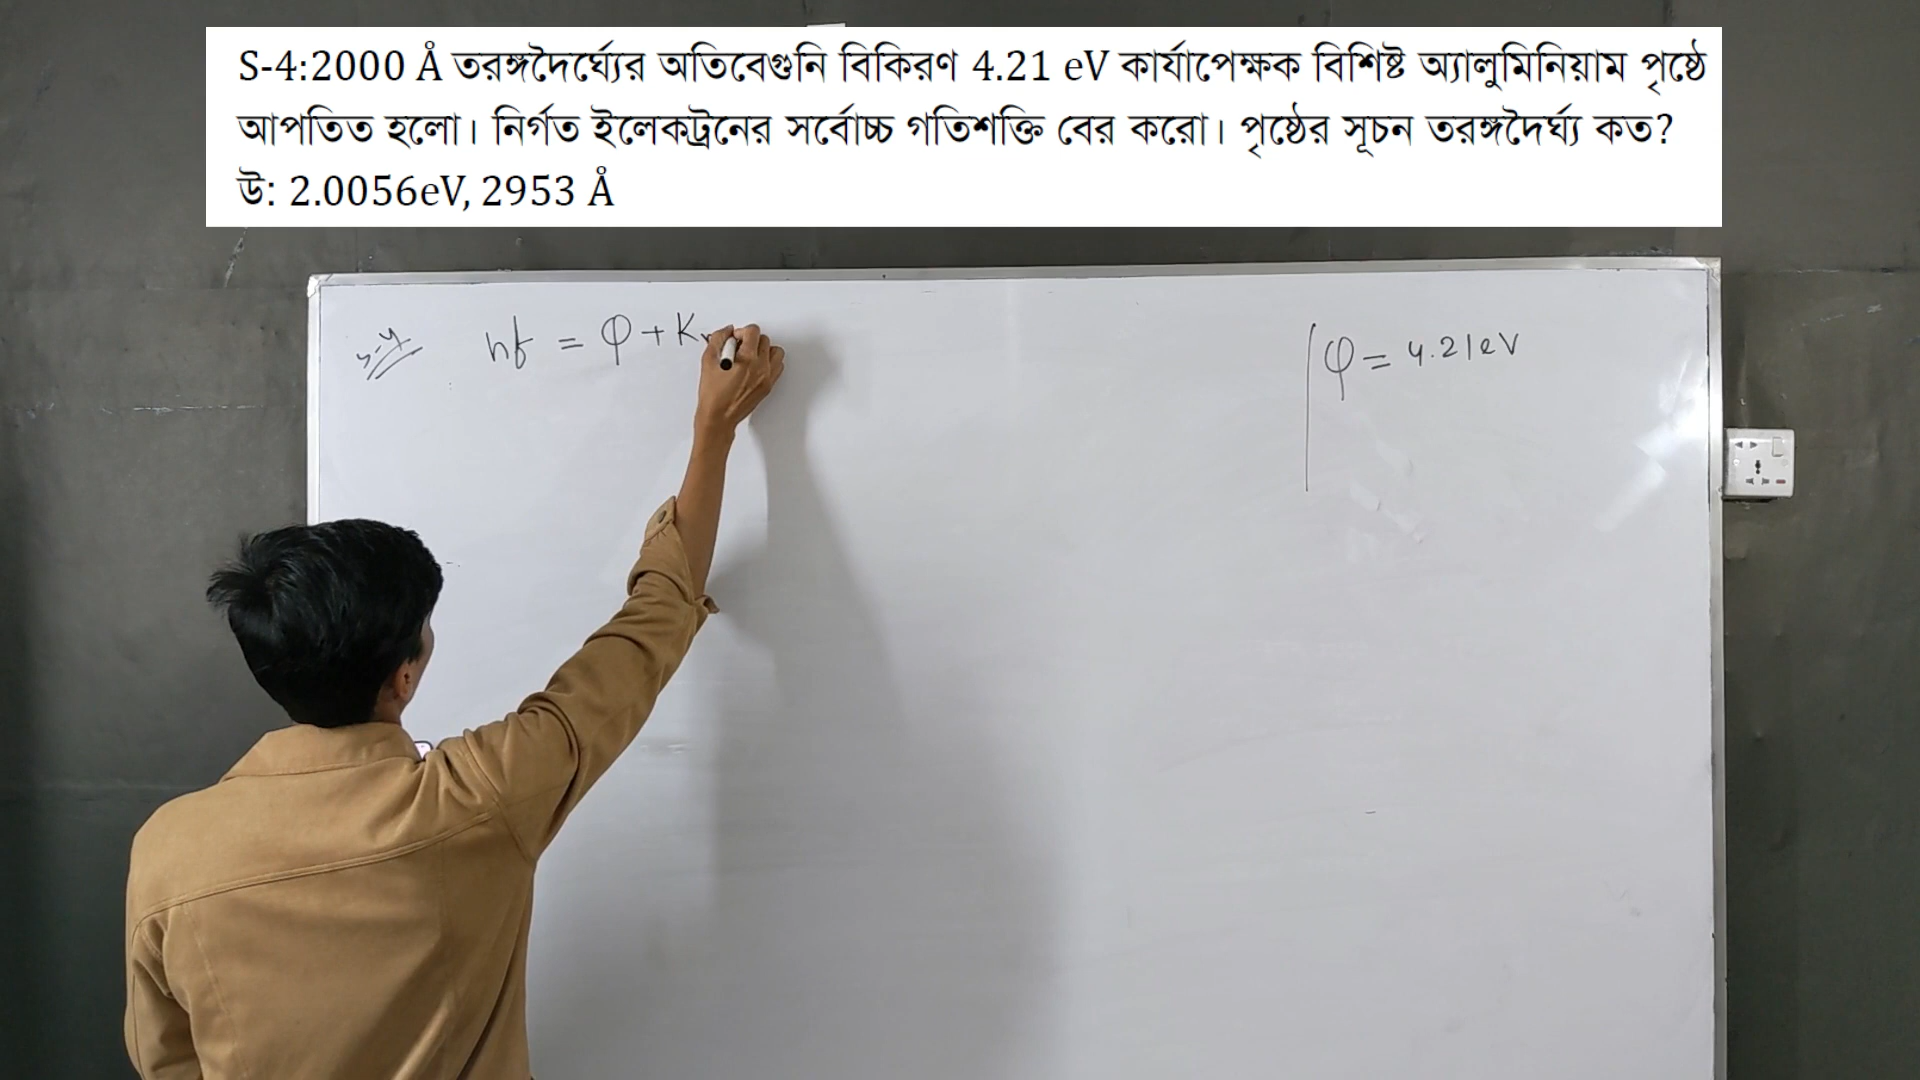 S-4:2000 Å তরঙ্গদৈর্ঘ্যের অতিবেগুনি বিকিরণ 4.21 eV কার্যাপেক্ষক বিশিষ্ট অ্যালুমিনিয়াম পৃষ্ঠে
আপতিত হলো। নির্গত ইলেকট্রনের সর্বোচ্চ গতিশক্তি বের করো। পৃষ্ঠের সূচন তরঙ্গদৈর্ঘ্য কত?
উ: 2.0056eV, 2953 Å
S-4 hf = φ + K
φ = 4.21eV